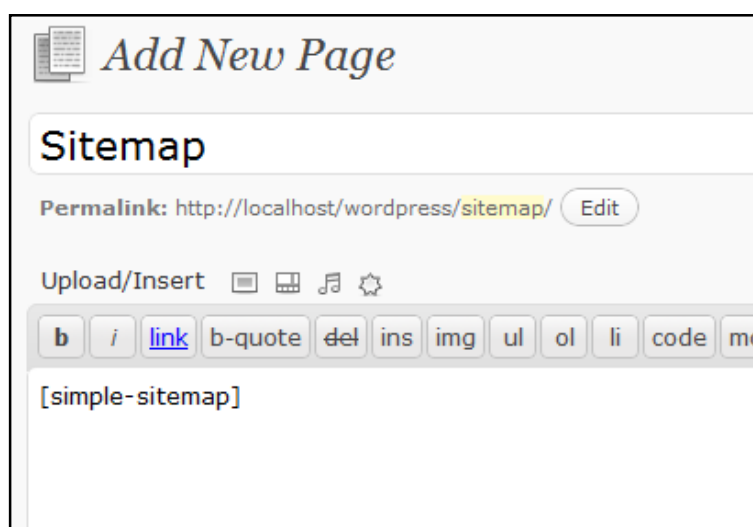 Add New Page
Sitemap
Permalink: http://localhost/wordpress/sitemap/ Edit
Upload/Insert
b i link b-quote del ins img ul ol li code
[simple-sitemap]